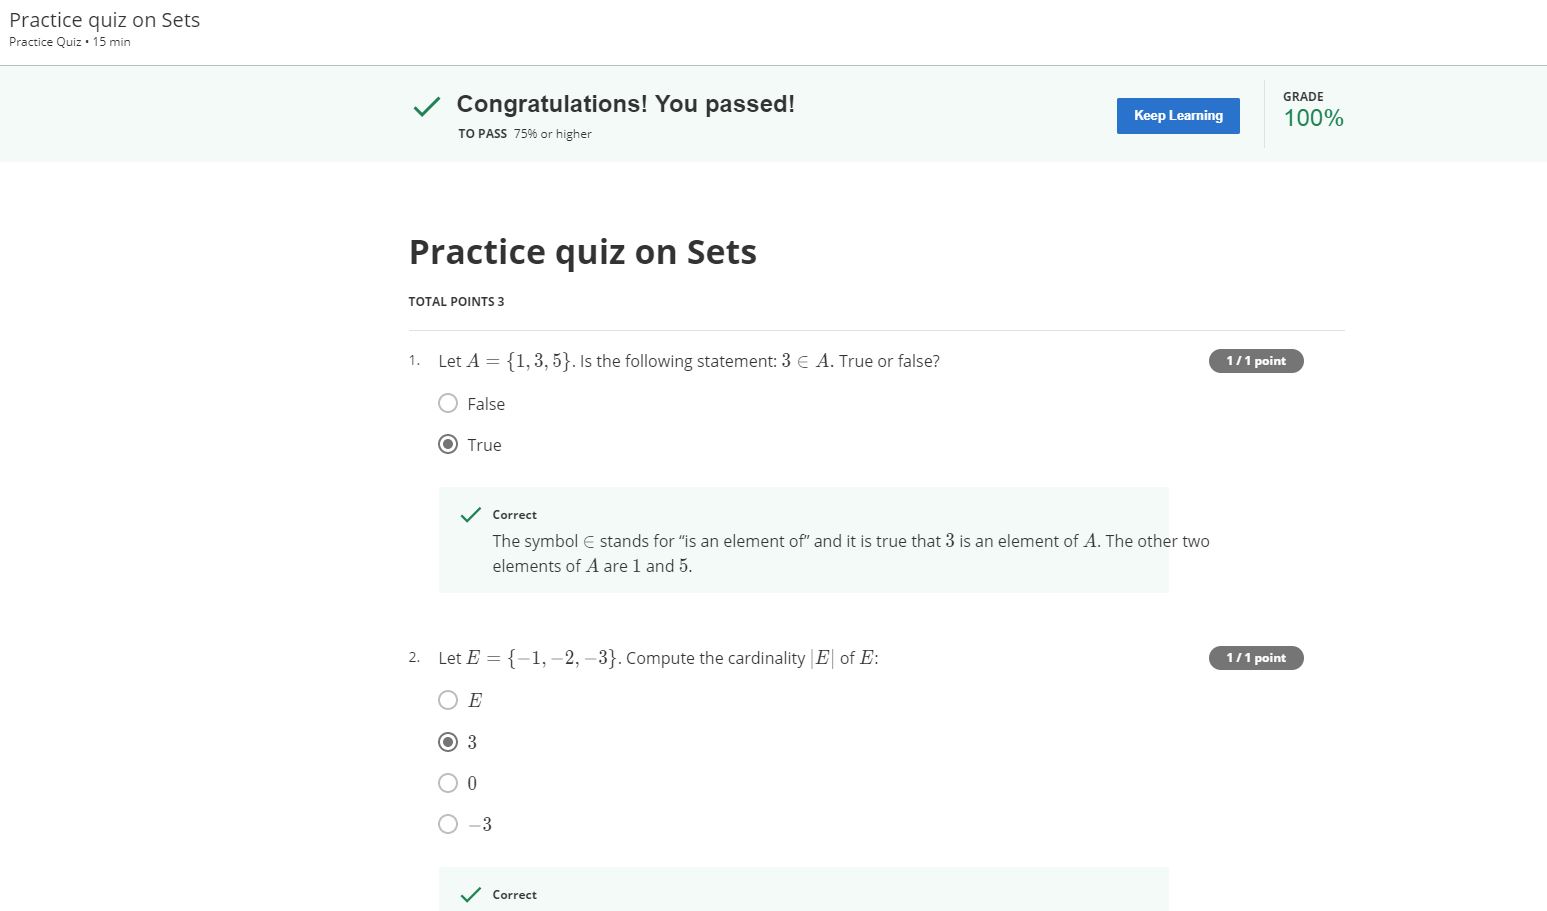 Practice quiz on Sets
Practice Quiz • 15 min
Congratulations! You passed!
TO PASS 75% or higher
Keep Learning
GRADE
100%
Practice quiz on Sets
TOTAL POINTS 3
1. Let A = {1, 3, 5}. Is the following statement: 3 ∈ A. True or false?
1 / 1 point
False
True
Correct
The symbol ∈ stands for “is an element of” and it is true that 3 is an element of A. The other two
elements of A are 1 and 5.
2. Let E = {−1, −2, −3}. Compute the cardinality |E| of E:
1 / 1 point
E
3
0
−3
Correct